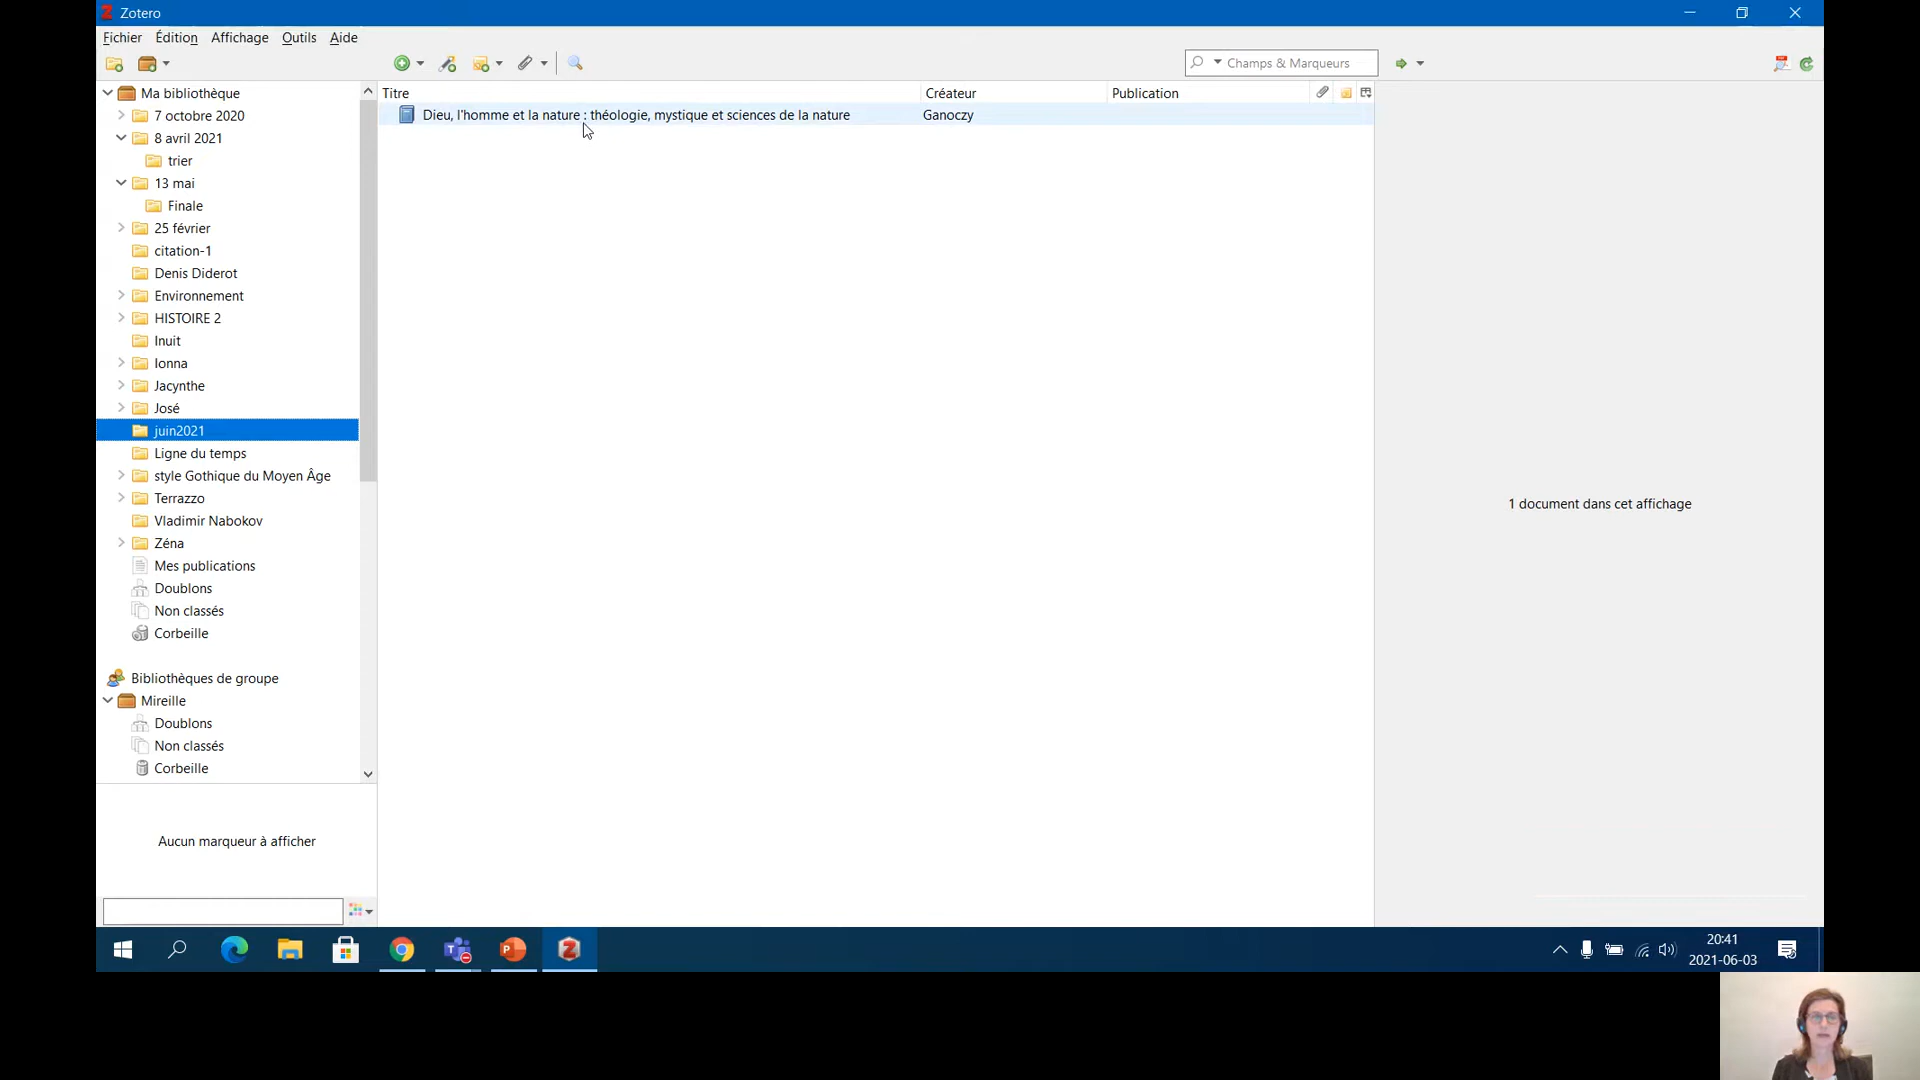 Zotero
Fichier Édition Affichage Outils Aide
Champs & Marqueurs
Ma bibliothèque
7 octobre 2020
8 avril 2021
trier
13 mai
Finale
25 février
citation-1
Denis Diderot
Environnement
HISTOIRE 2
Inuit
Ionna
Jacynthe
José
juin2021
Ligne du temps
style Gothique du Moyen Âge
Terrazzo
Vladimir Nabokov
Zéna
Mes publications
Doublons
Non classés
Corbeille
Bibliothèques de groupe
Mireille
Doublons
Non classés
Corbeille
Aucun marqueur à afficher
Titre Créateur Publication
Dieu, l'homme et la nature : théologie, mystique et sciences de la nature Ganoczy
1 document dans cet affichage
20:41
2021-06-03